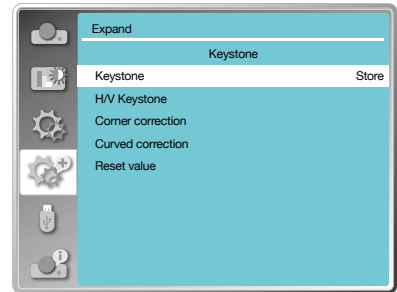 Expand
Keystone
Keystone Store
H/V Keystone
Corner correction
Curved correction
Reset value